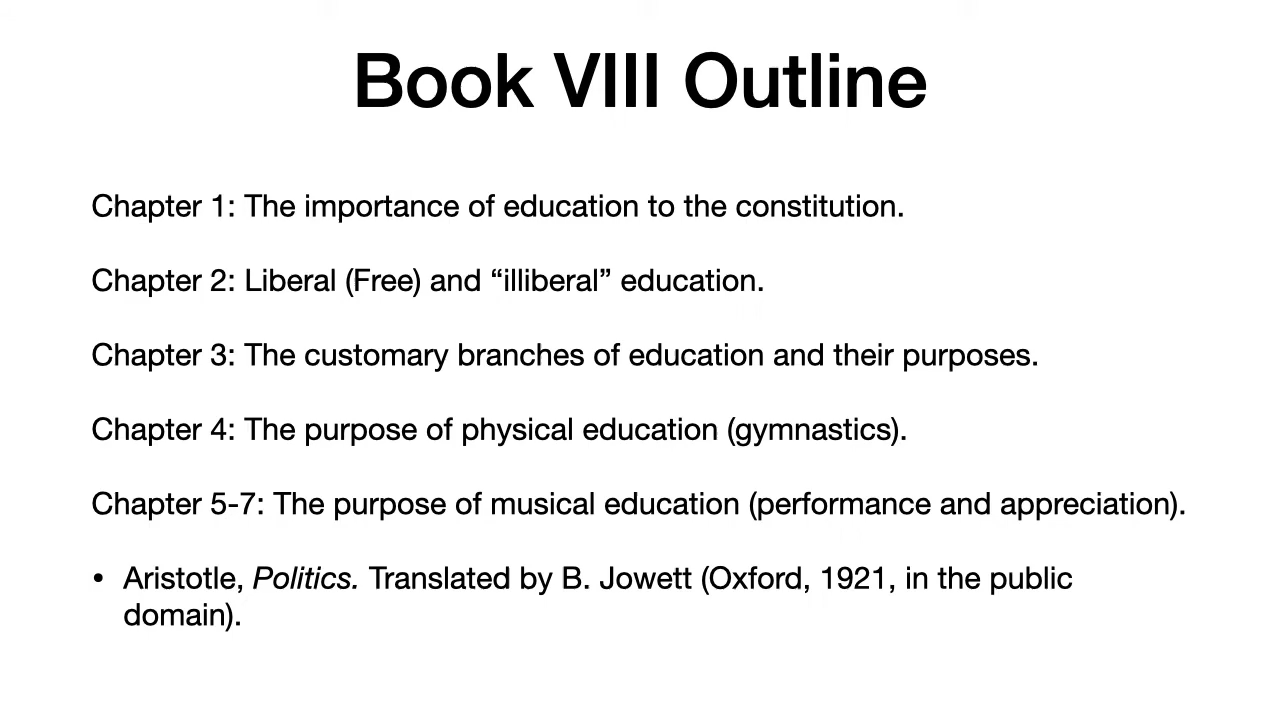 Book VIII Outline
Chapter 1: The importance of education to the constitution.
Chapter 2: Liberal (Free) and “illiberal” education.
Chapter 3: The customary branches of education and their purposes.
Chapter 4: The purpose of physical education (gymnastics).
Chapter 5-7: The purpose of musical education (performance and appreciation).
• Aristotle, Politics. Translated by B. Jowett (Oxford, 1921, in the public
domain).